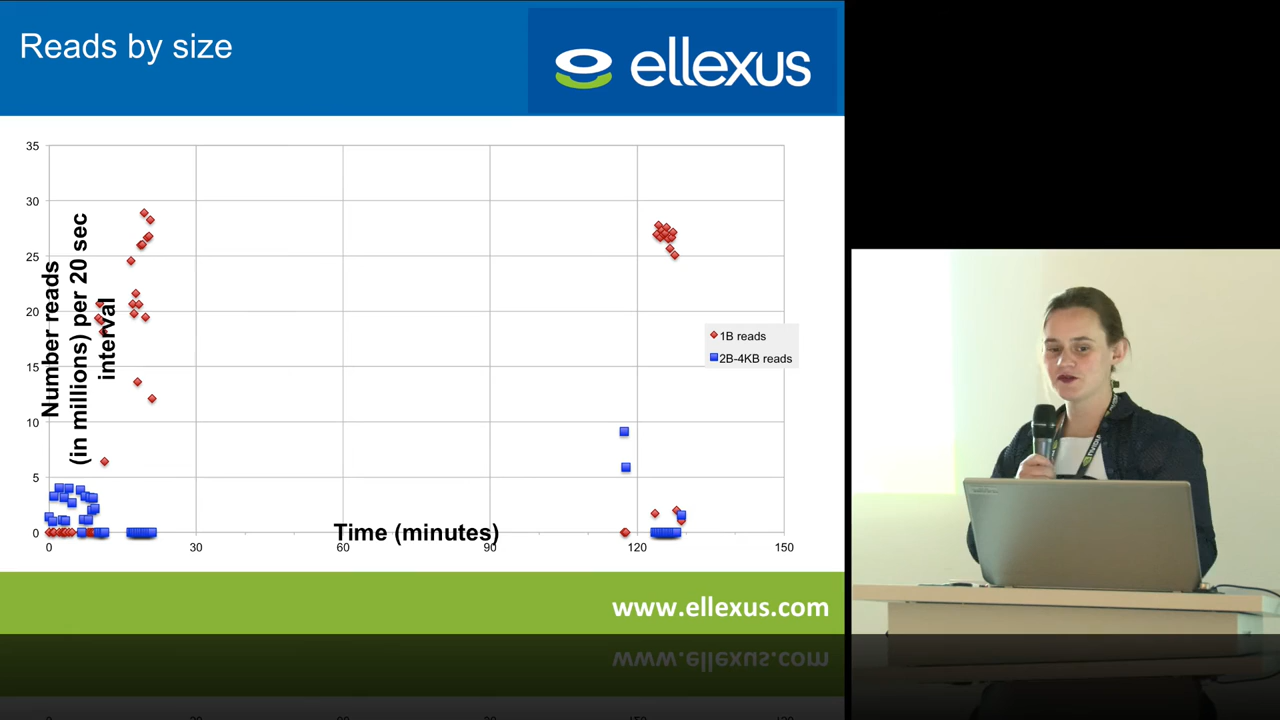 Reads by size
ellexus
35
30
25
20
15
10
5
0
Number reads
(in millions) per 20 sec
interval
1B reads
2B-4KB reads
Time (minutes)
0
30
60
90
120
150
www.ellexus.com